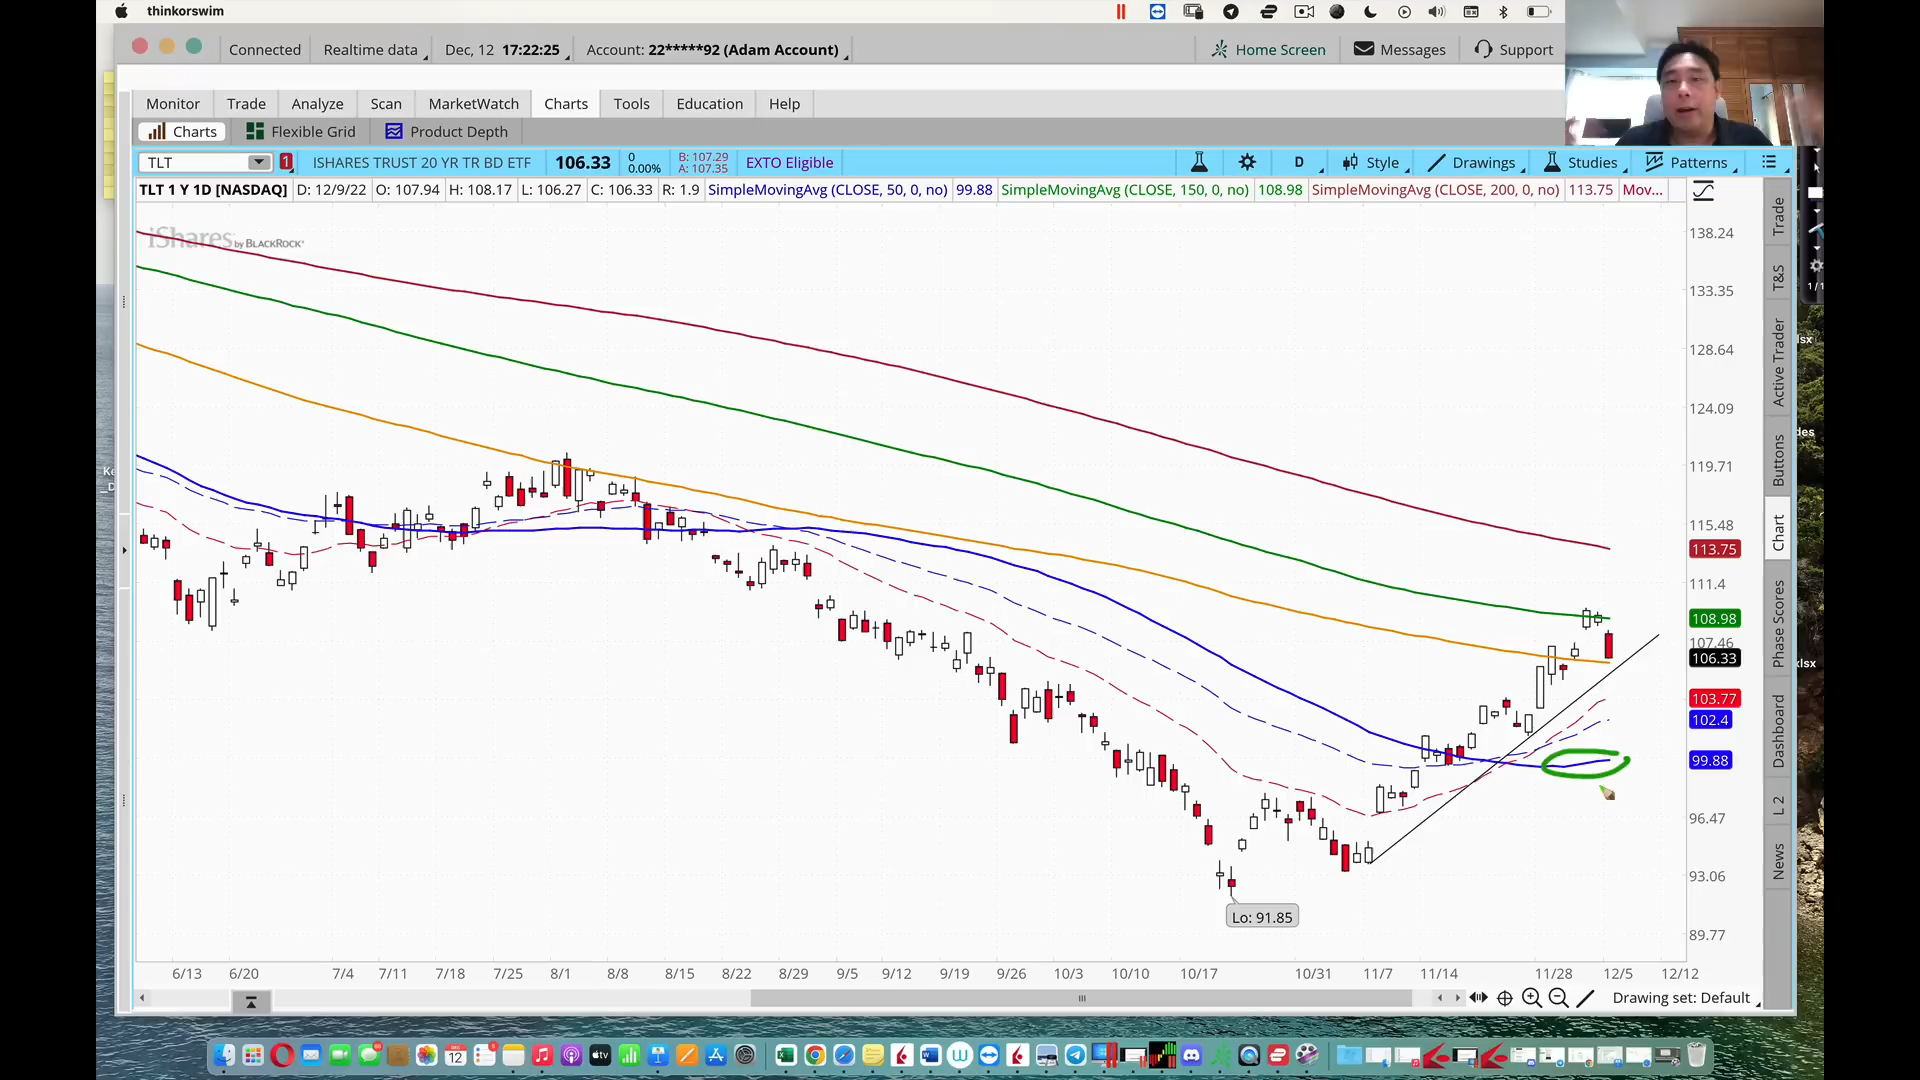 thinkorswim
Connected Realtime data Dec, 12 17:22:25 Account: 22*****92 (Adam Account) Home Screen Messages Support
Monitor Trade Analyze Scan MarketWatch Charts Tools Education Help
Charts Flexible Grid Product Depth
TLT 1 ISHARES TRUST 20 YR TR BD ETF 106.33 0 0.00% B: 107.29 A: 107.35 EXTO Eligible D Style Drawings Studies Patterns
TLT 1 Y 1D [NASDAQ] D: 12/9/22 O: 107.94 H: 108.17 L: 106.27 C: 106.33 R: 1.9 SimpleMovingAvg (CLOSE, 50, 0, no) 99.88 SimpleMovingAvg (CLOSE, 150, 0, no) 108.98 SimpleMovingAvg (CLOSE, 200, 0, no) 113.75 Mov...
iShares by BLACKROCK
138.24
133.35
128.64
124.09
119.71
115.48
113.75
111.4
108.98
107.46
106.33
103.77
102.4
99.88
96.47
93.06
89.77
Lo: 91.85
6/13 6/20 7/4 7/11 7/18 7/25 8/1 8/8 8/15 8/22 8/29 9/5 9/12 9/19 9/26 10/3 10/10 10/17 10/31 11/7 11/14 11/28 12/5 12/12
Drawing set: Default
Trade
T&S
Active Trader
Buttons
Chart
Phase Scores
Dashboard
L 2
News